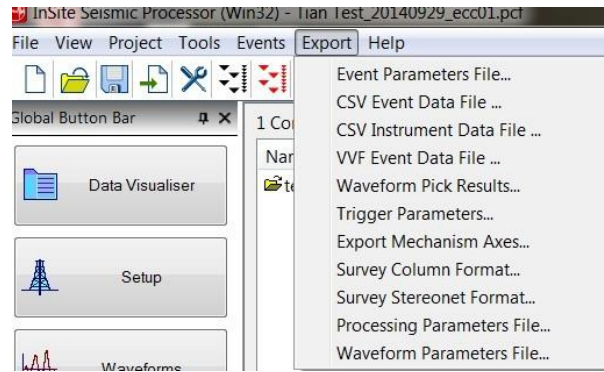 InSite Seismic Processor (Win32) - Tian Test_20140929_ecc01.pcf
File View Project Tools Events Export Help
Global Button Bar
1 Co
Nar
te
Data Visualiser
Setup
Waveforms
Event Parameters File...
CSV Event Data File ...
CSV Instrument Data File ...
VVF Event Data File ...
Waveform Pick Results...
Trigger Parameters...
Export Mechanism Axes...
Survey Column Format...
Survey Stereonet Format...
Processing Parameters File...
Waveform Parameters File...